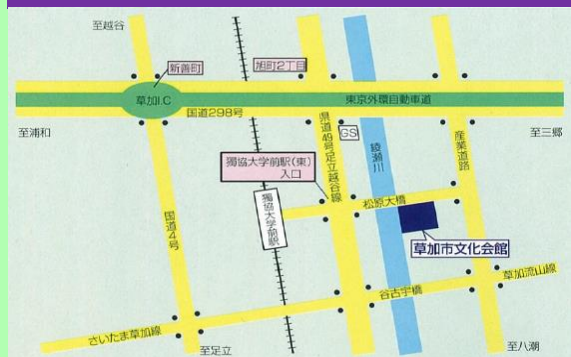 至越谷
新善町
旭町2丁目
草加I.C
東京外環自動車道
国道298号
至浦和
GS
至三郷
県道49号足立越谷線
綾瀬川
産業道路
獨協大学前駅(東)
入口
獨協大学前駅
松原大橋
国道4号
草加市文化会館
谷古宇橋
草加流山線
さいたま草加線
至足立
至八潮